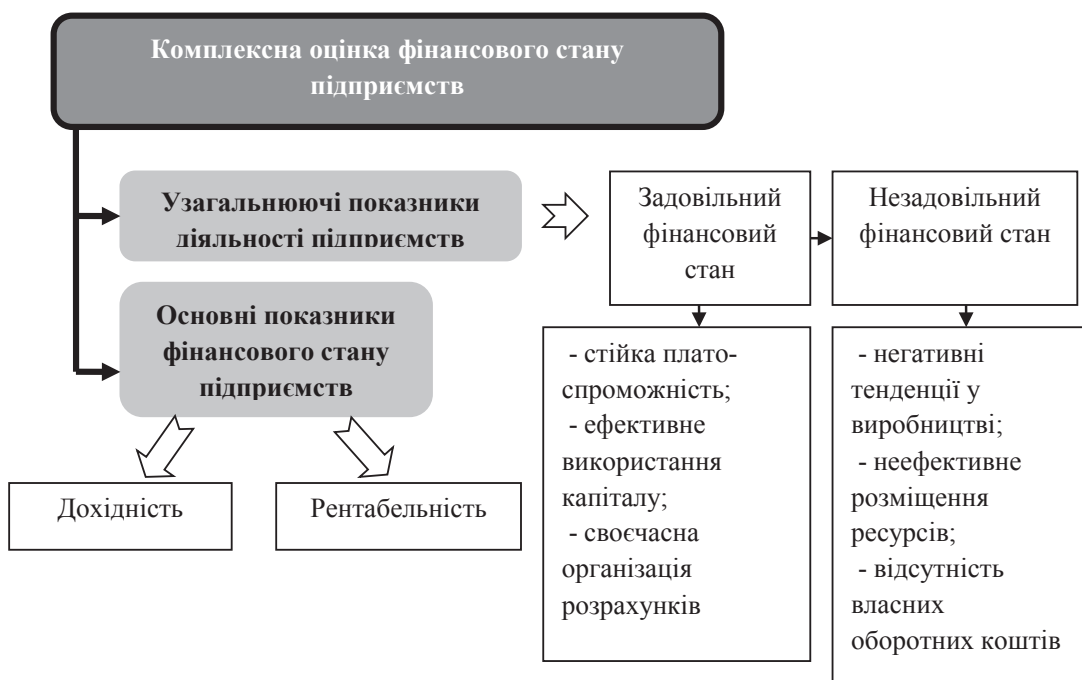 Комплексна оцінка фінансового стану
підприємств
Узагальнюючі показники
діяльності підприємств
Задовільний
фінансовий
стан
Незадовільний
фінансовий стан
Основні показники
фінансового стану
підприємств
Дохідність
Рентабельність
- стійка плато-
спроможність;
- ефективне
використання
капіталу;
- своєчасна
організація
розрахунків
- негативні
тенденції у
виробництві;
- неефективне
розміщення
ресурсів;
- відсутність
власних
оборотних коштів